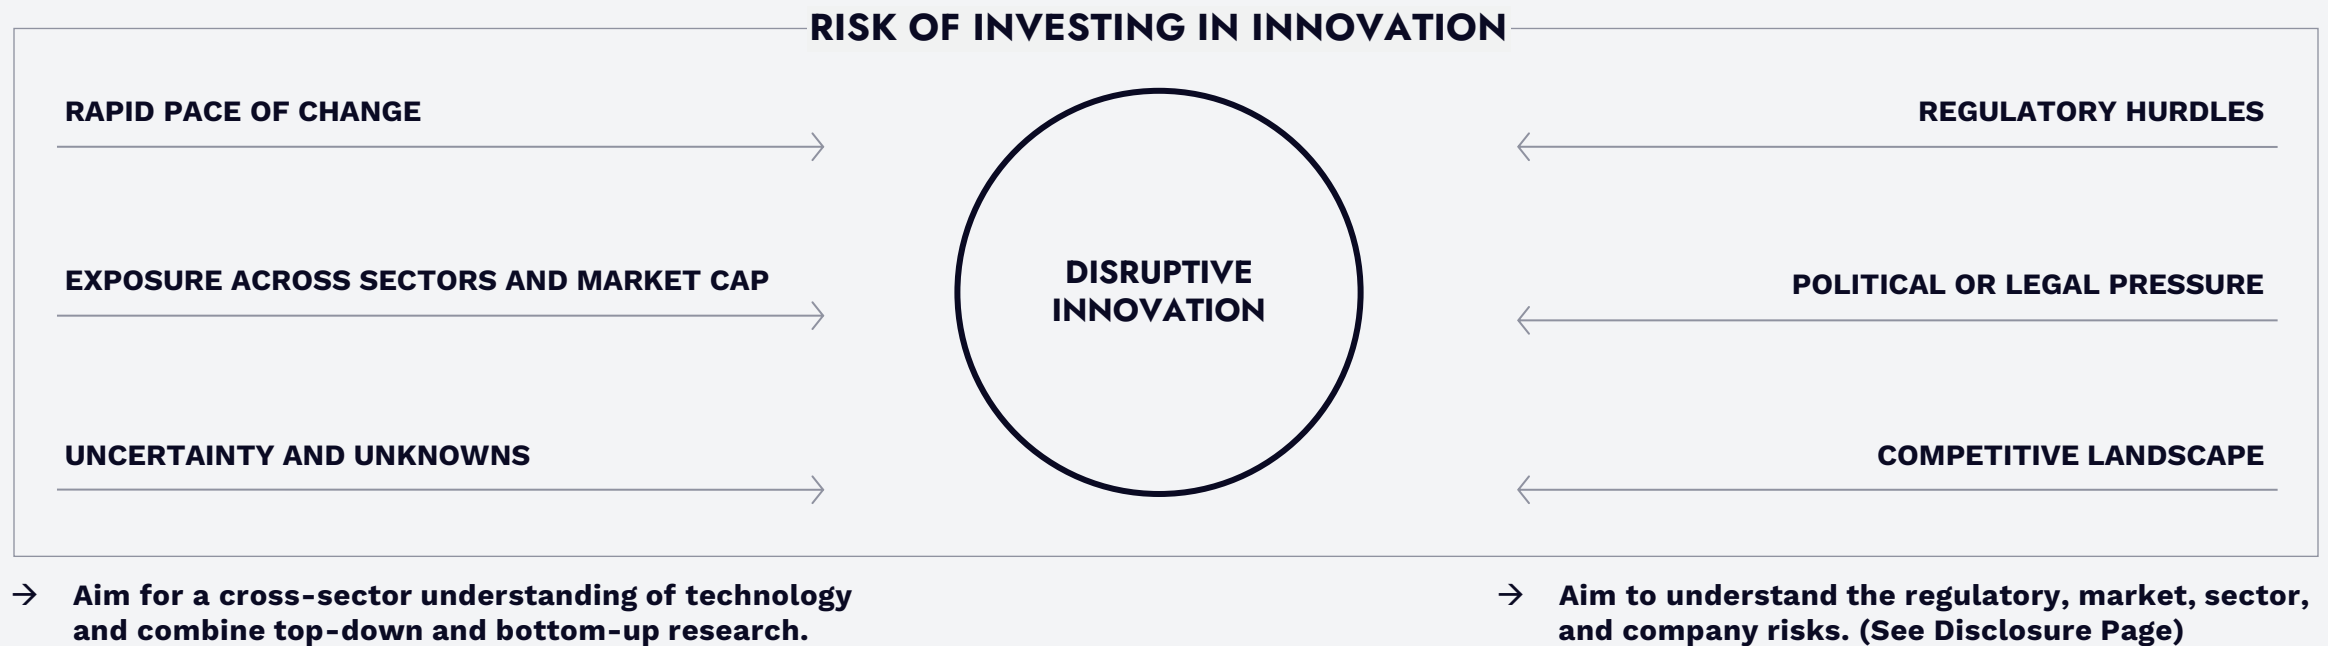 RISK OF INVESTING IN INNOVATION
RAPID PACE OF CHANGE
EXPOSURE ACROSS SECTORS AND MARKET CAP
UNCERTAINTY AND UNKNOWNS
DISRUPTIVE
INNOVATION
REGULATORY HURDLES
POLITICAL OR LEGAL PRESSURE
COMPETITIVE LANDSCAPE
→ Aim for a cross-sector understanding of technology
and combine top-down and bottom-up research.
→ Aim to understand the regulatory, market, sector,
and company risks. (See Disclosure Page)